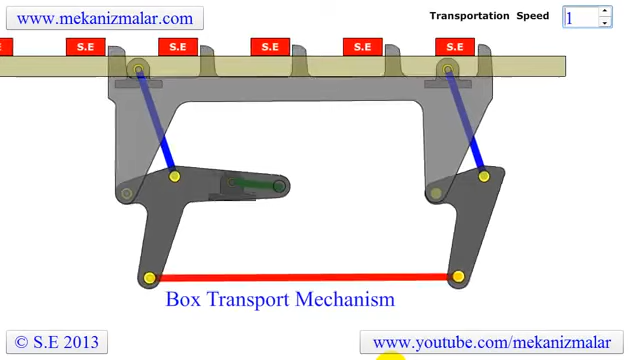 www.mekanizmalar.com
Transportation Speed 1
S.E S.E S.E S.E S.E
Box Transport Mechanism
© S.E 2013
www.youtube.com/mekanizmalar